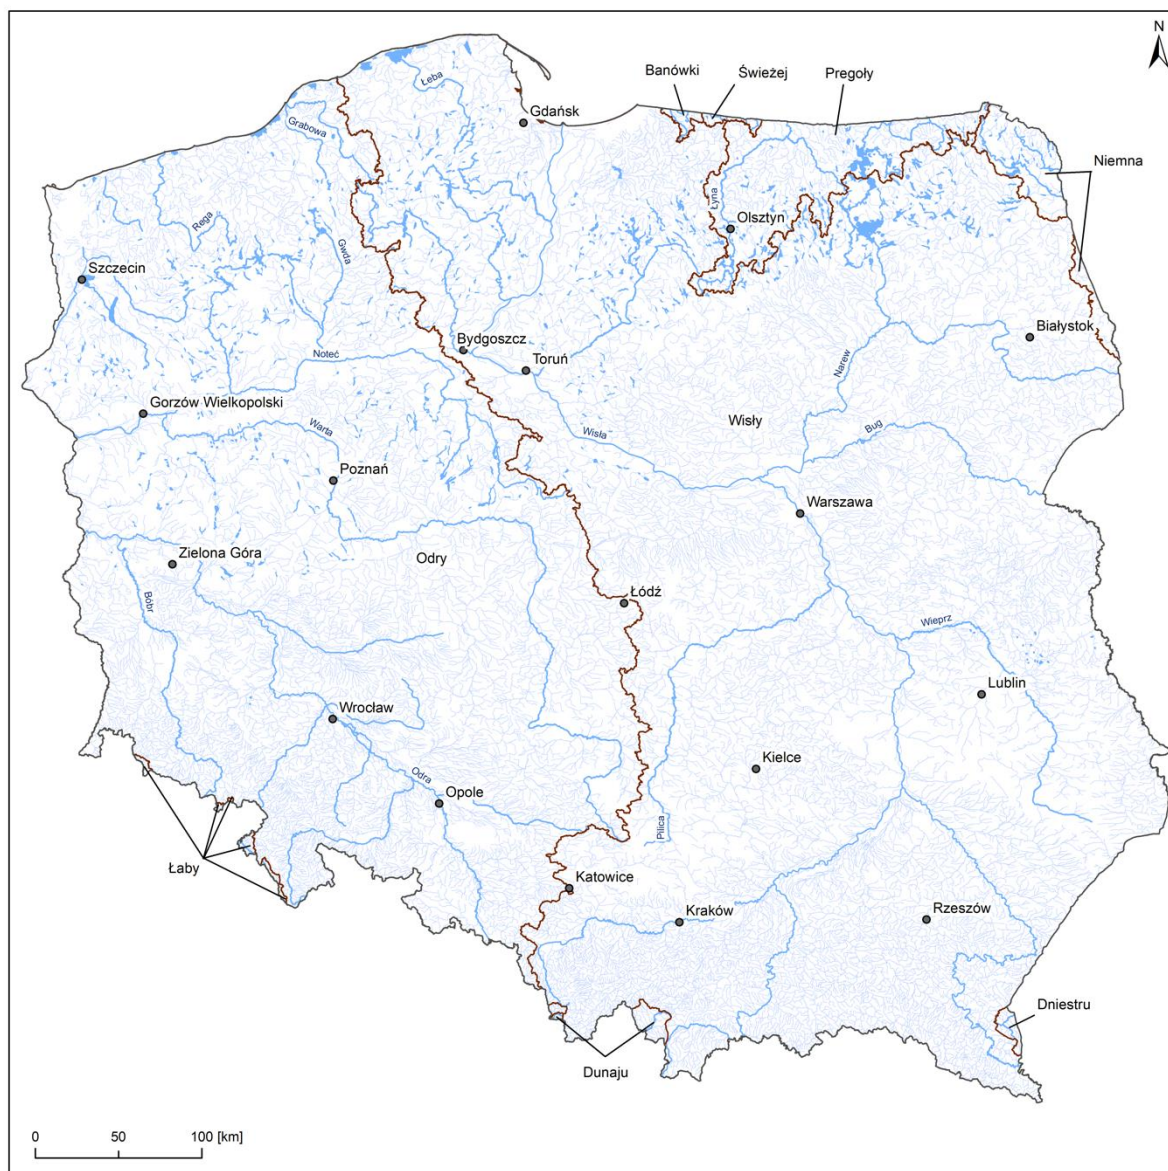 N
Banówki
Świeżej
Pregoły
Łeba
Gdańsk
Grabowa
Niemna
Łyna
Olsztyn
Rega
Gwda
Szczecin
Białystok
Bydgoszcz
Toruń
Noteć
Narew
Gorzów Wielkopolski
Warta
Wisła
Wisły
Bug
Poznań
Warszawa
Odry
Zielona Góra
Bóbr
Łódź
Wieprz
Lublin
Wrocław
Kielce
Odra
Opole
Pilica
Łaby
Katowice
Kraków
Rzeszów
Dniestru
Dunaju
0 50 100 [km]